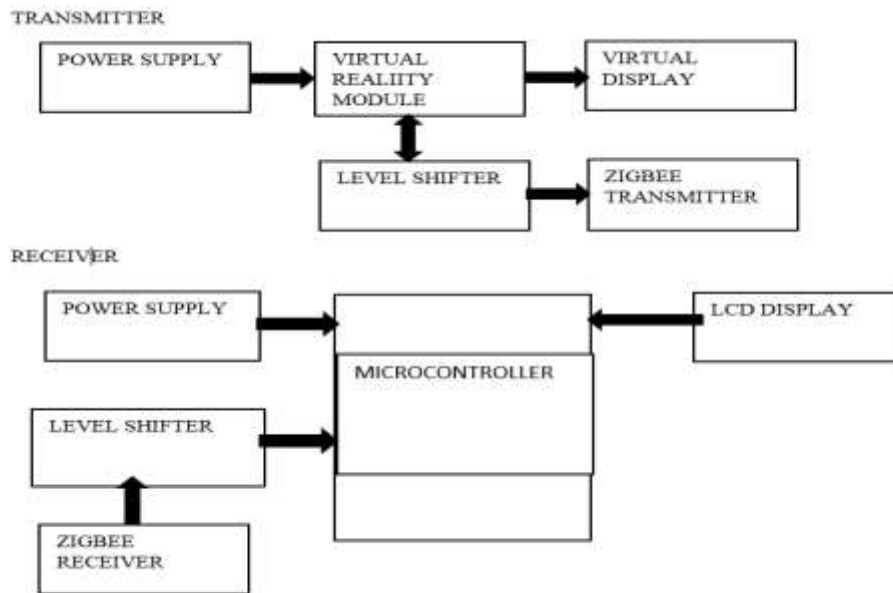 TRANSMITTER
POWER SUPPLY
VIRTUAL
REALIITY
MODULE
VIRTUAL
DISPLAY
LEVEL SHIFTER
ZIGBEE
TRANSMITTER
RECEIVER
POWER SUPPLY
LCD DISPLAY
MICROCONTROLLER
LEVEL SHIFTER
ZIGBEE
RECEIVER